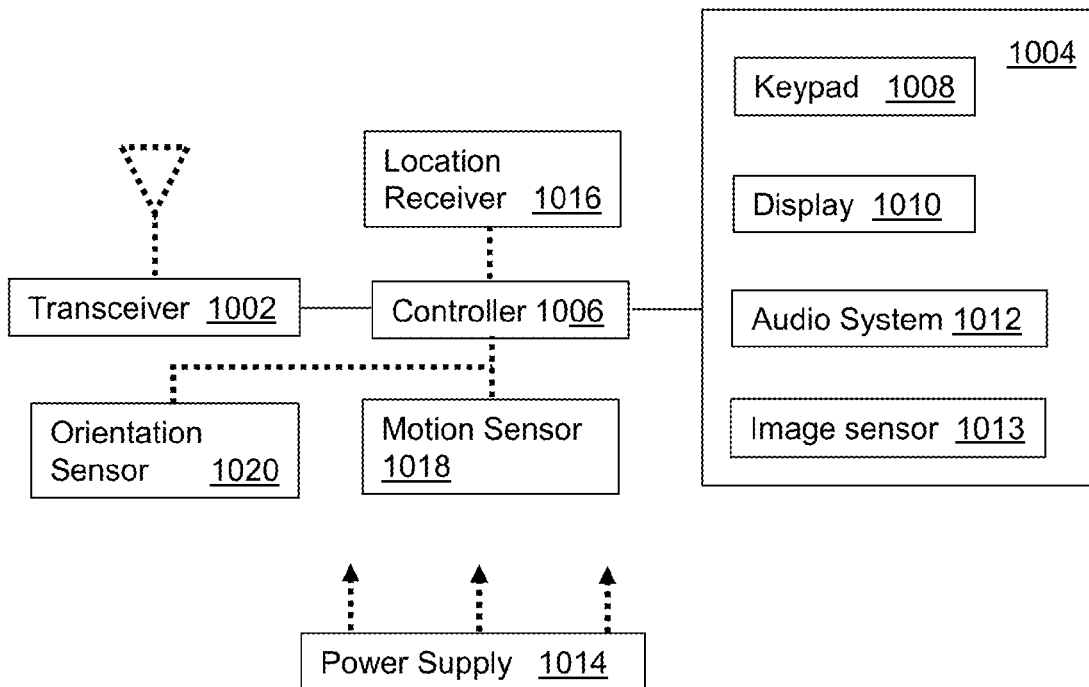 1004
Keypad 1008
Location
Receiver 1016
Display 1010
Transceiver 1002
Controller 1006
Audio System 1012
Orientation
Sensor 1020
Motion Sensor
1018
Image sensor 1013
Power Supply 1014